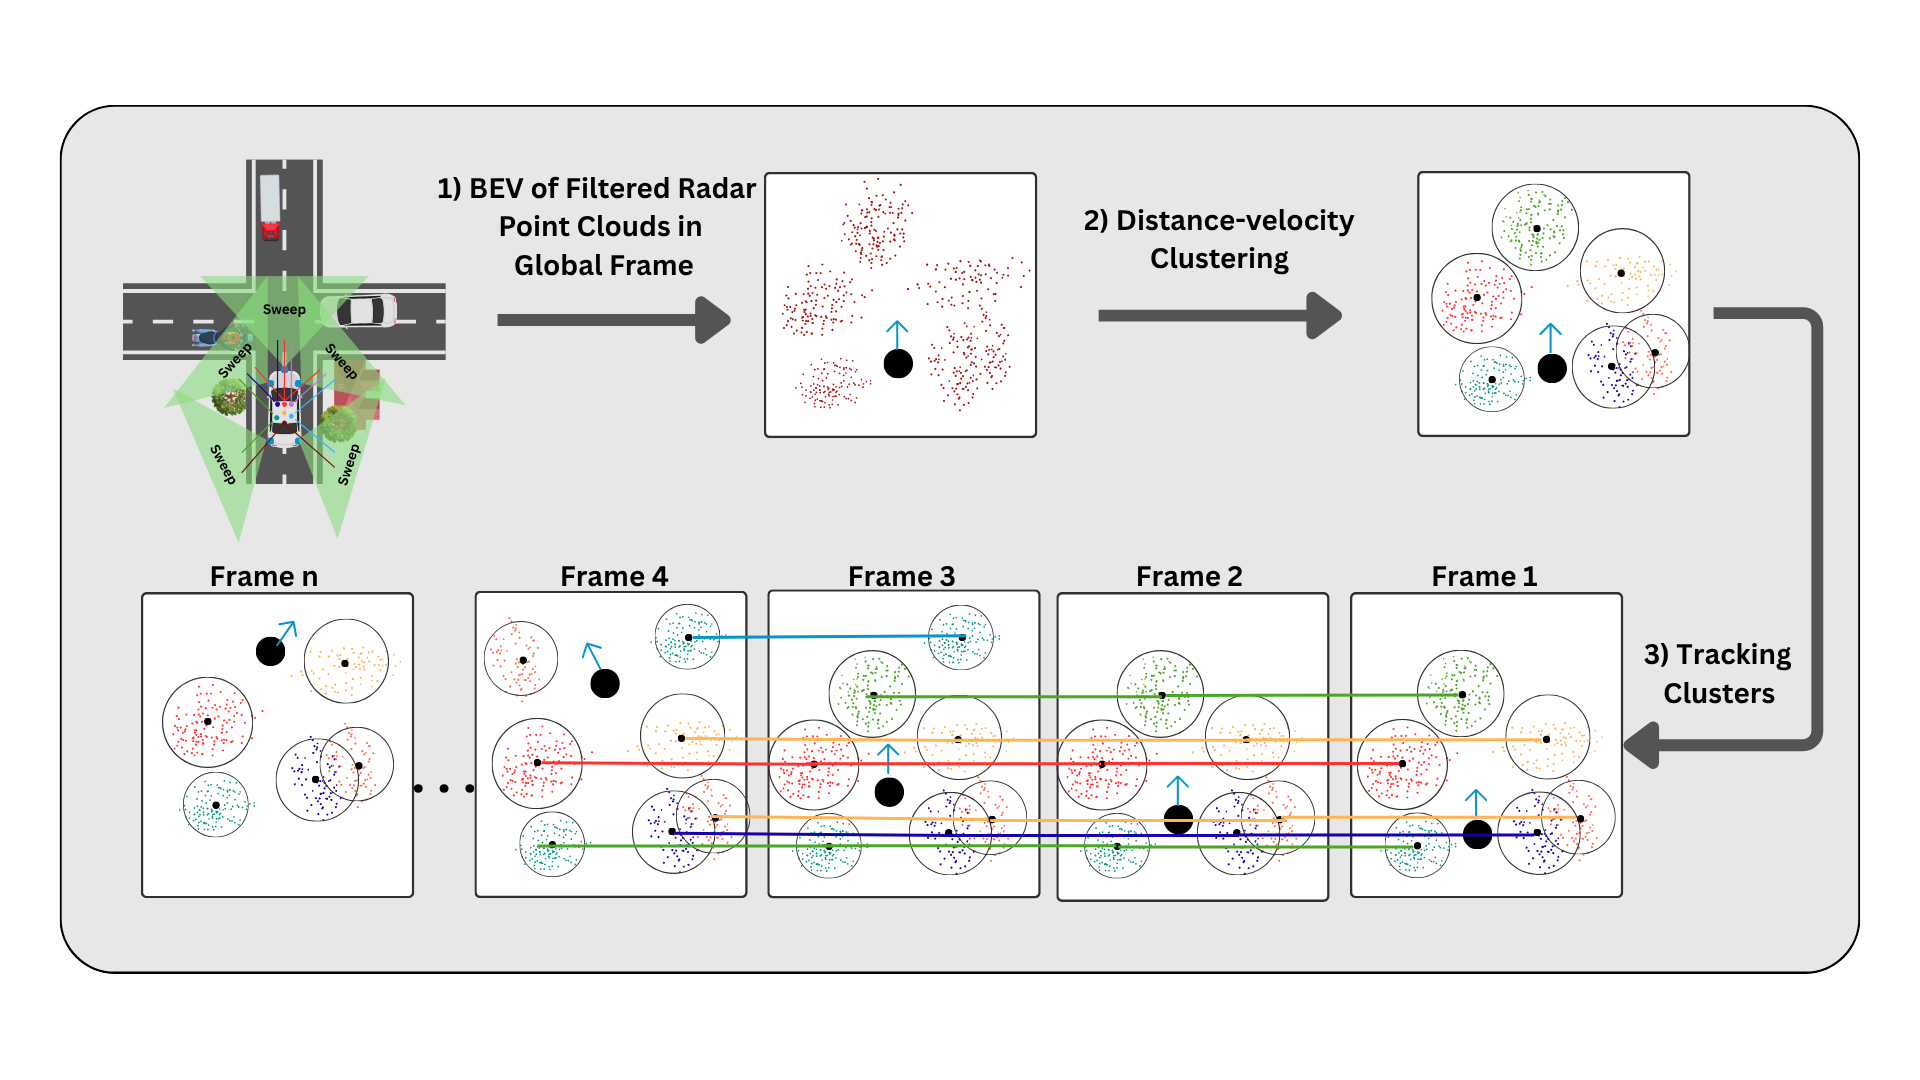 1) BEV of Filtered Radar
Point Clouds in
Global Frame
2) Distance-velocity
Clustering
Sweep
Sweep
Sweep
Sweep
Sweep
Frame n
Frame 4
Frame 3
Frame 2
Frame 1
3) Tracking
Clusters